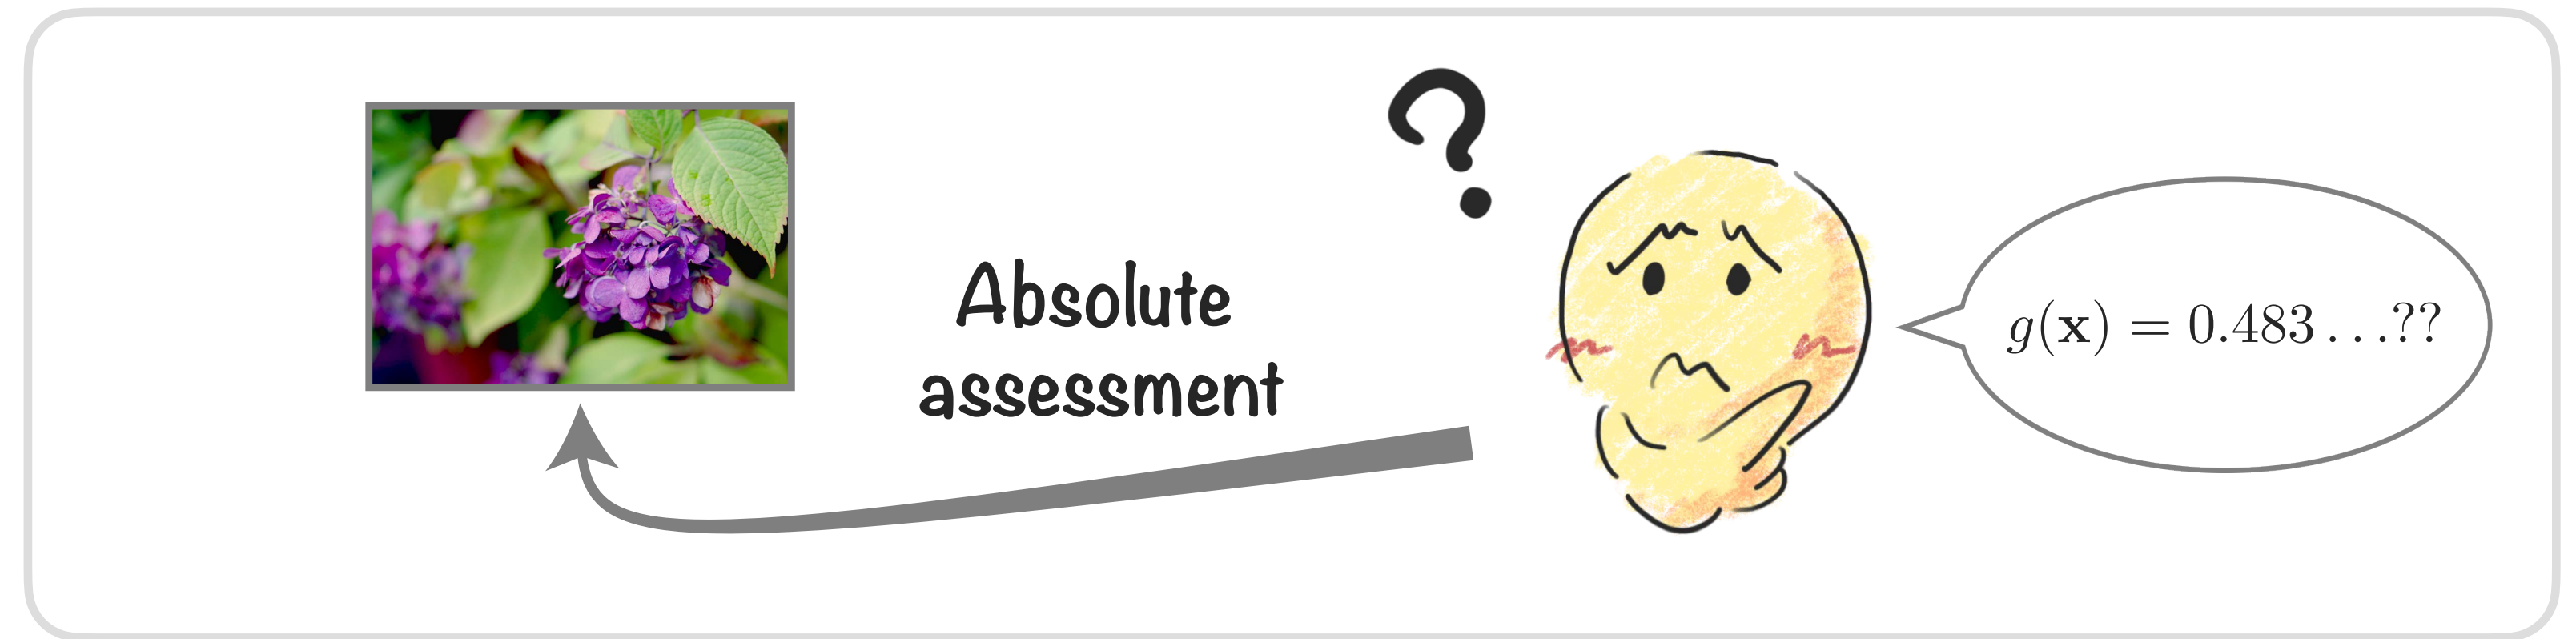 ?
Absolute
assessment
g(x) = 0.483...??